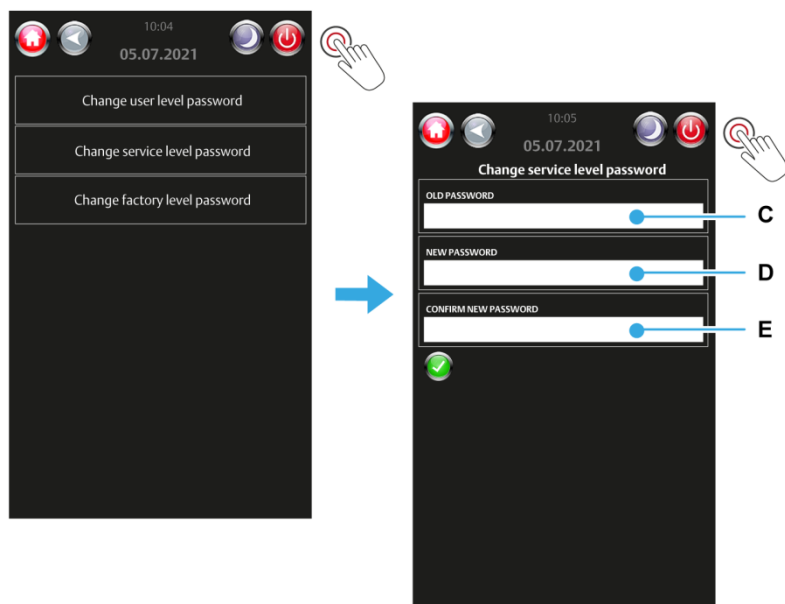 10:04
05.07.2021
Change user level password
Change service level password
Change factory level password
10:05
05.07.2021
Change service level password
OLD PASSWORD
C
NEW PASSWORD
D
CONFIRM NEW PASSWORD
E